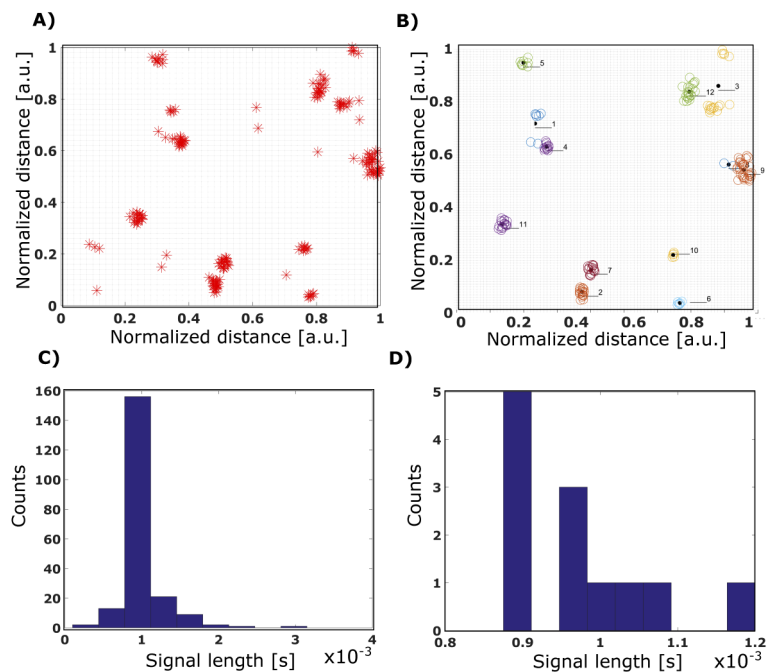 A)
B)
1
0.8
0.6
0.4
0.2
0
0 0.2 0.4 0.6 0.8 1
Normalized distance [a.u.]
Normalized distance [a.u.]
1
0.8
0.6
0.4
0.2
0
0 0.2 0.4 0.6 0.8 1
Normalized distance [a.u.]
Normalized distance [a.u.]
5
3
12
1
4
9
11
10
7
2
6
C)
D)
160
140
120
100
80
60
40
20
0
0 1 2 3 4
Counts
Signal length [s]
x10⁻³
5
4
3
2
1
0
0.8 0.9 1 1.1 1.2
Counts
Signal length [s]
x10⁻³